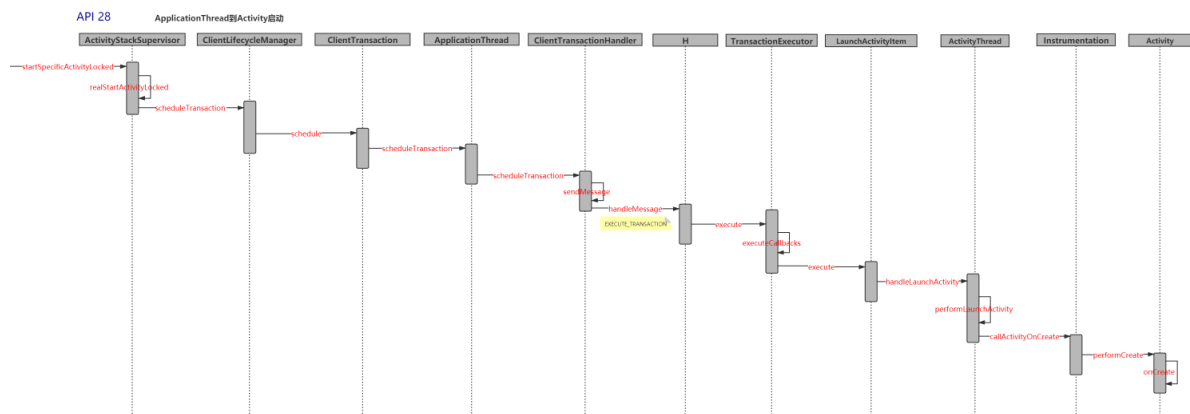 API 28
ApplicationThread到Activity启动
ActivityStackSupervisor
ClientLifecycleManager
ClientTransaction
ApplicationThread
ClientTransactionHandler
H
TransactionExecutor
LaunchActivityItem
ActivityThread
Instrumentation
Activity
startSpecificActivityLocked
realStartActivityLocked
scheduleTransaction
schedule
scheduleTransaction
scheduleTransaction
sendMessage
handleMessage
EXECUTE_TRANSACTION
execute
executeCallbacks
execute
handleLaunchActivity
performLaunchActivity
callActivityOnCreate
performCreate
onCreate